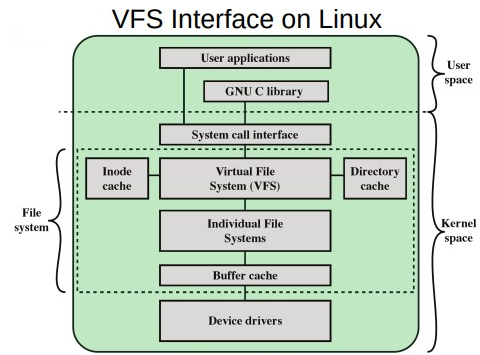 VFS Interface on Linux
User applications
GNU C library
User
space
System call interface
Inode
cache
Virtual File
System (VFS)
Directory
cache
File
system
Individual File
Systems
Kernel
space
Buffer cache
Device drivers